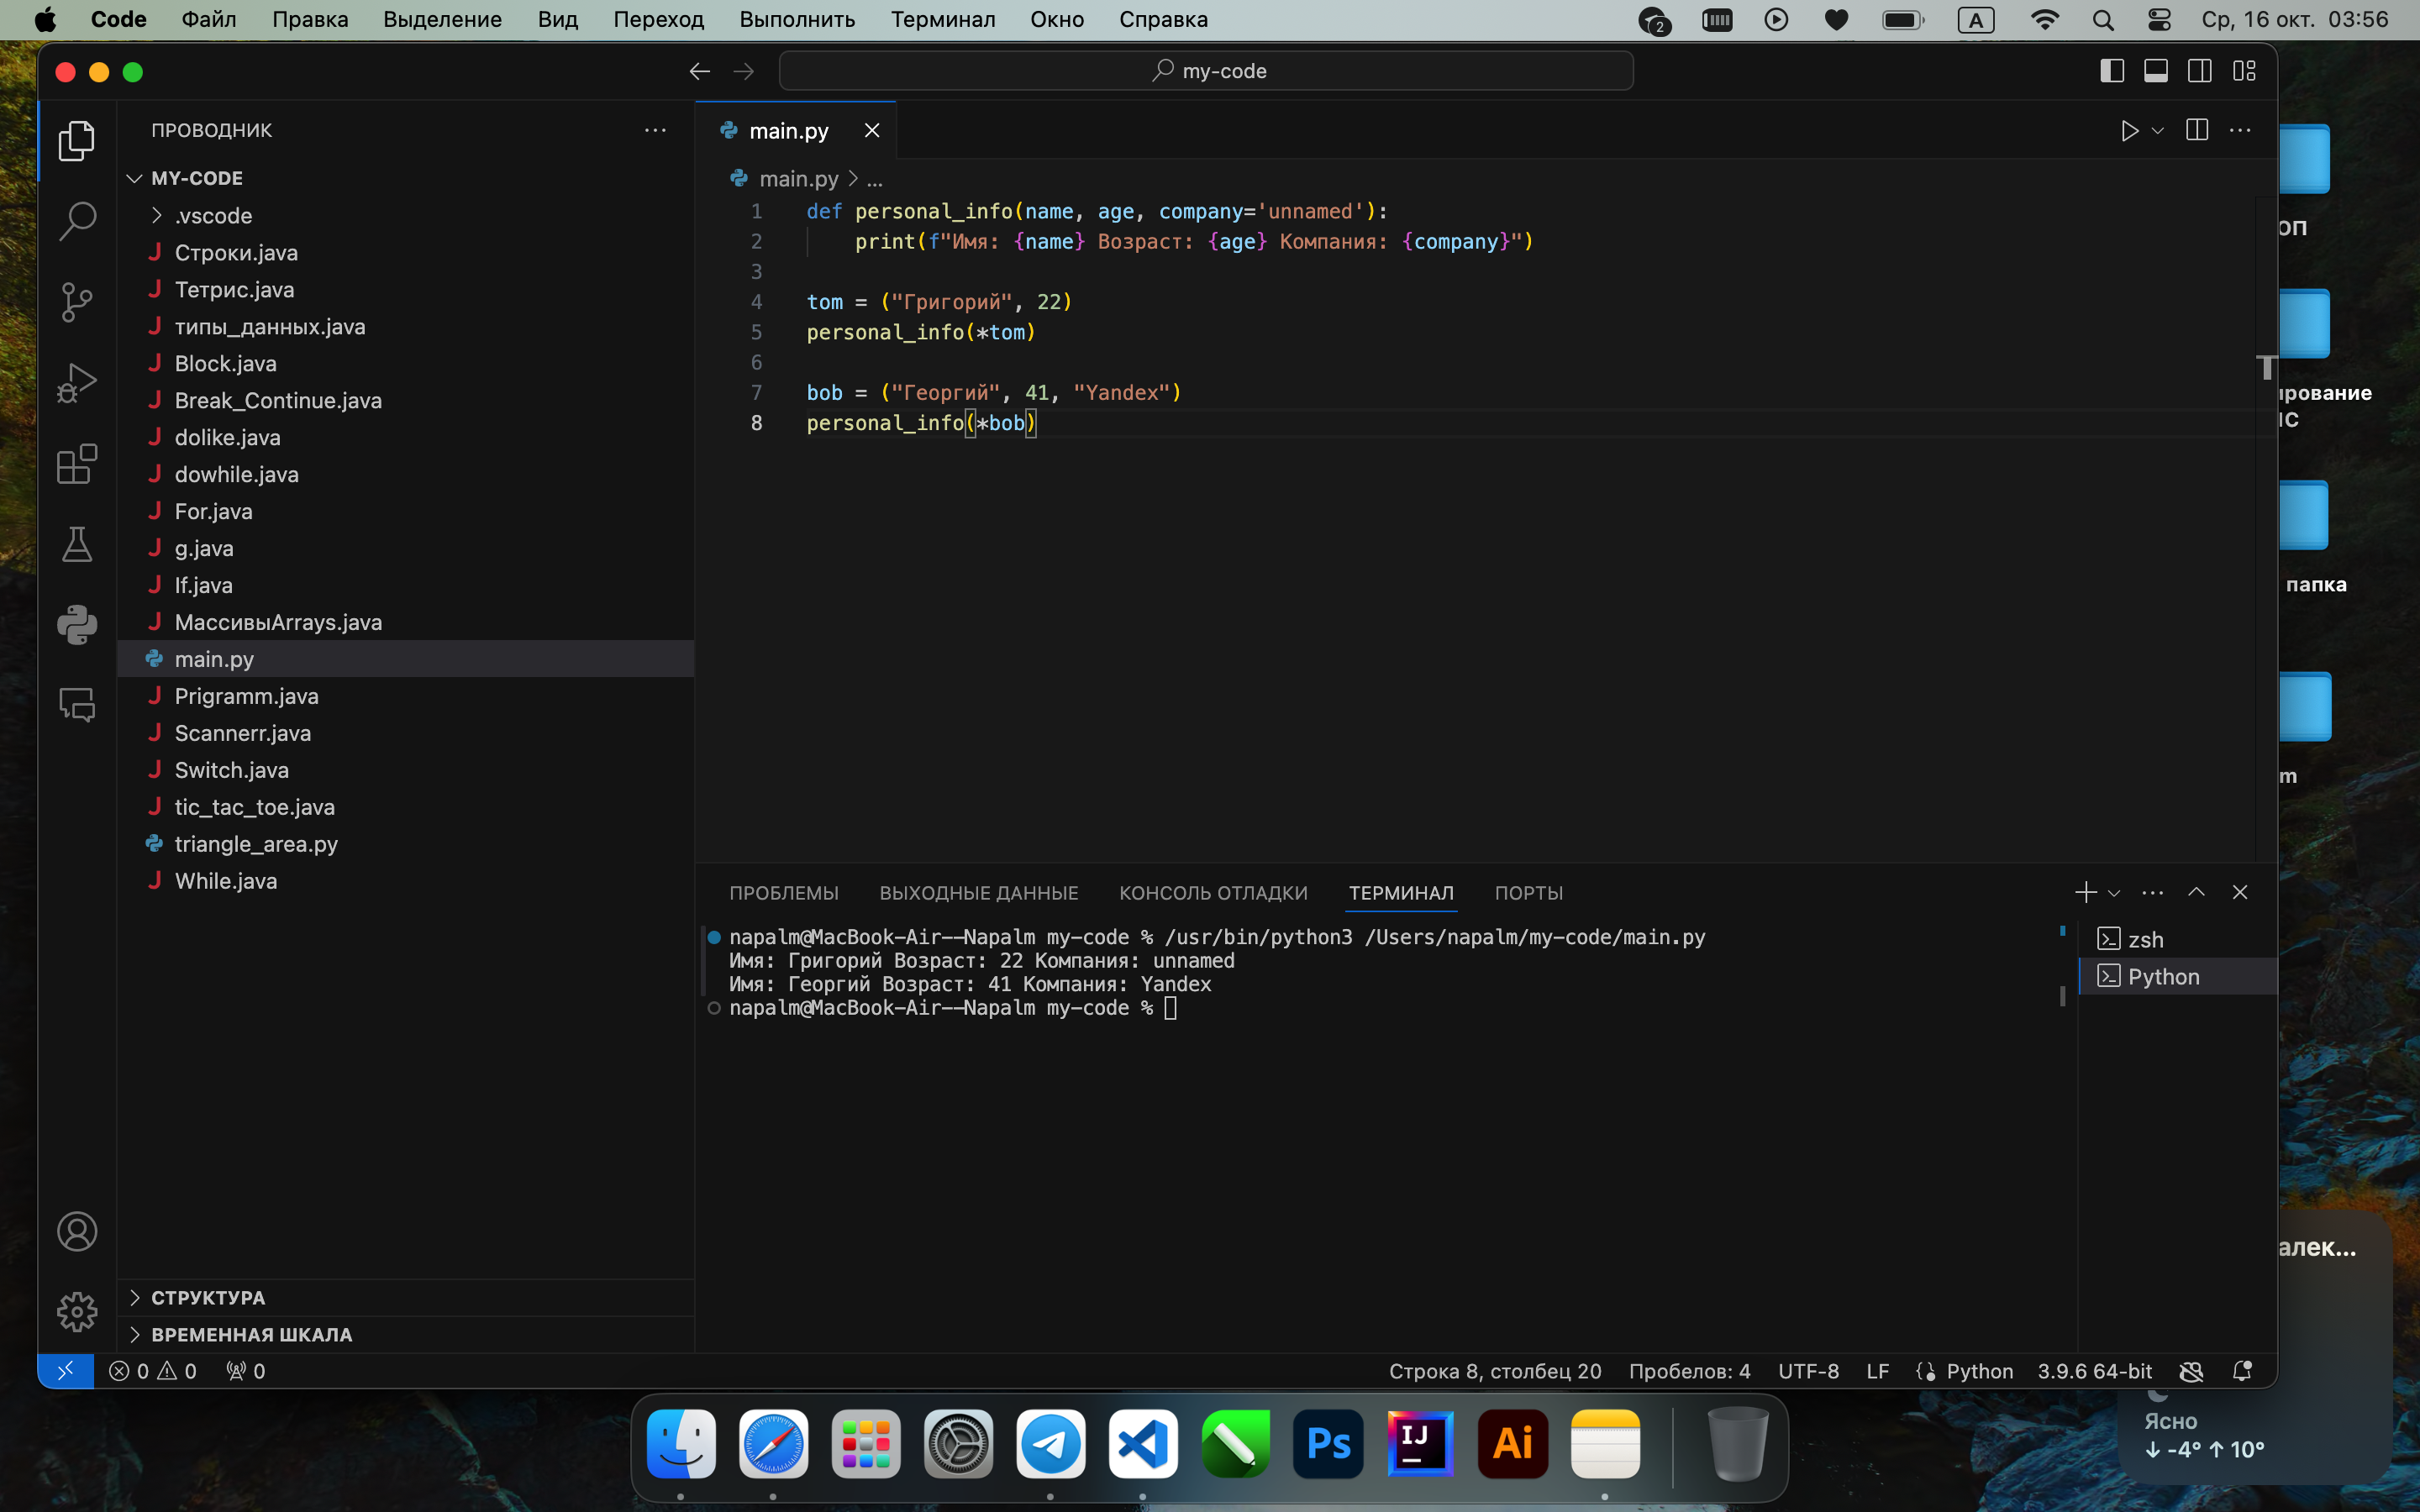 Code Файл Правка Выделение Вид Переход Выполнить Терминал Окно Справка 2 A Ср, 16 окт. 03:56
my-code
ПРОВОДНИК
MY-CODE
.vscode
J Строки.java
J Тетрис.java
J типы_данных.java
J Block.java
J Break_Continue.java
J dolike.java
J dowhile.java
J For.java
J g.java
J If.java
J МассивыArrays.java
main.py
J Prigramm.java
J Scannerr.java
J Switch.java
J tic_tac_toe.java
triangle_area.py
J While.java
СТРУКТУРА
ВРЕМЕННАЯ ШКАЛА
main.py
main.py > ...
1 def personal_info(name, age, company='unnamed'):
2 print(f"Имя: {name} Возраст: {age} Компания: {company}")
3
4 tom = ("Григорий", 22)
5 personal_info(*tom)
6
7 bob = ("Георгий", 41, "Yandex")
8 personal_info(*bob)
ПРОБЛЕМЫ ВЫХОДНЫЕ ДАННЫЕ КОНСОЛЬ ОТЛАДКИ ТЕРМИНАЛ ПОРТЫ
napalm@MacBook-Air--Napalm my-code % /usr/bin/python3 /Users/napalm/my-code/main.py
Имя: Григорий Возраст: 22 Компания: unnamed
Имя: Георгий Возраст: 41 Компания: Yandex
napalm@MacBook-Air--Napalm my-code %
zsh
Python
0 0 0 Строка 8, столбец 20 Пробелов: 4 UTF-8 LF Python 3.9.6 64-bit
ОП
ирование
папка
m
алек...
Ясно
↓ -4° ↑ 10°
Ps IJ Ai